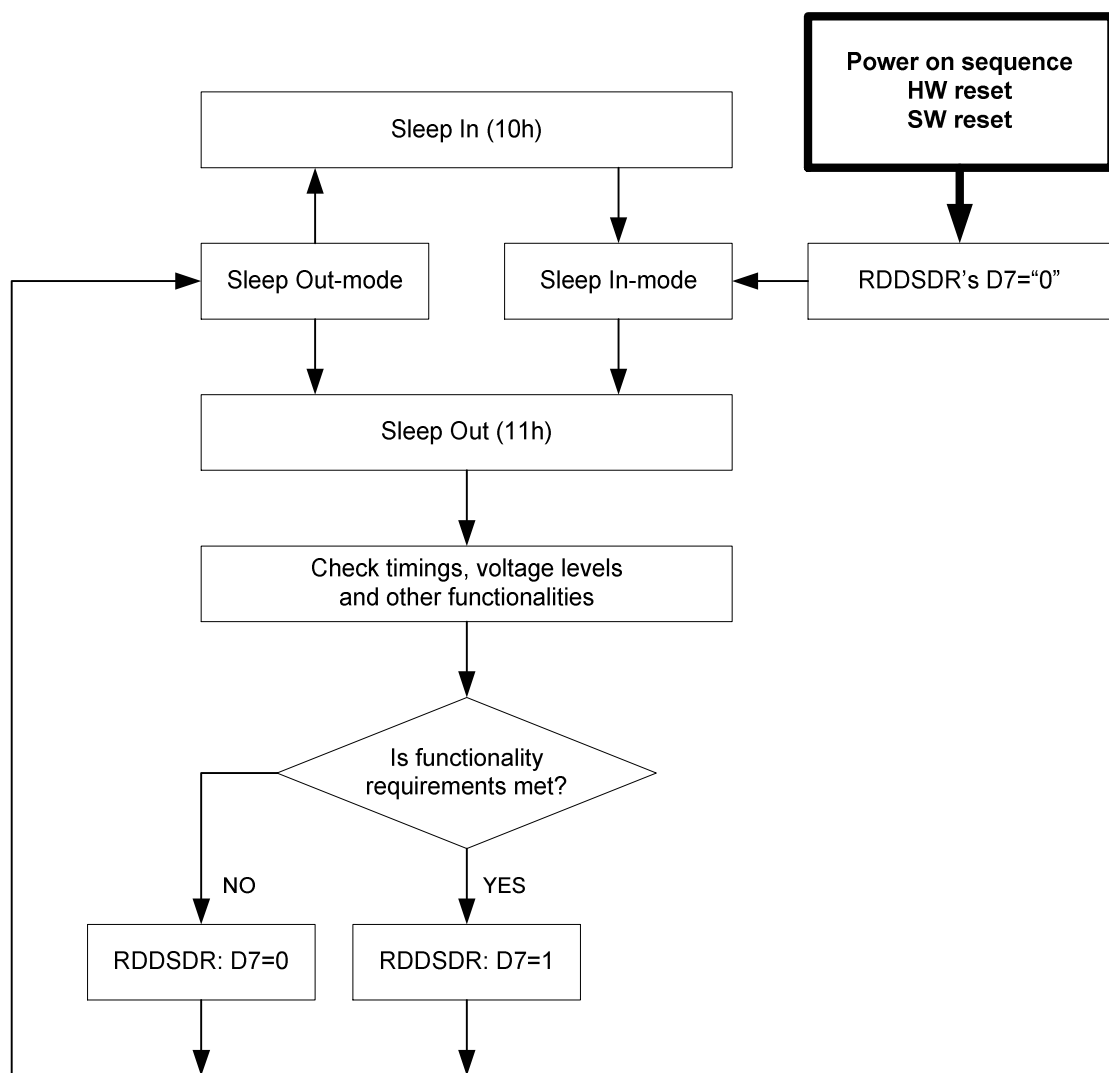 Power on sequence
HW reset
SW reset
Sleep In (10h)
Sleep Out-mode
Sleep In-mode
RDDSDR’s D7=“0”
Sleep Out (11h)
Check timings, voltage levels
and other functionalities
Is functionality
requirements met?
NO
YES
RDDSDR: D7=0
RDDSDR: D7=1